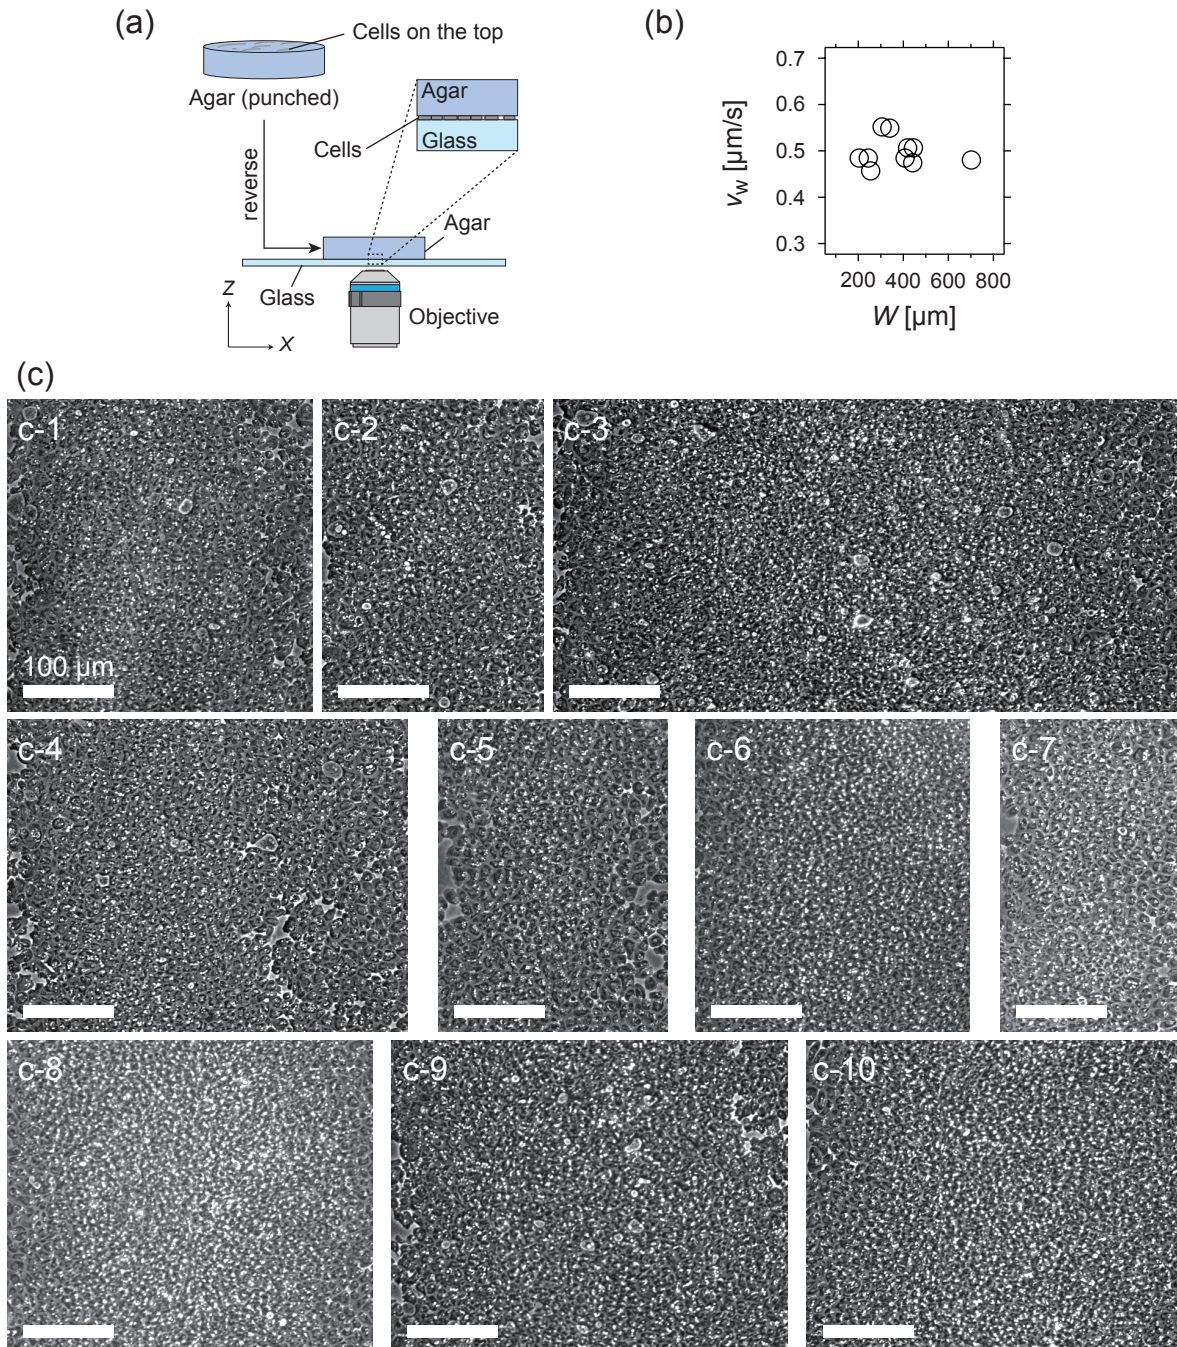 (a)
Cells on the top
Agar (punched)
reverse
Agar
Cells
Glass
Agar
Glass
Objective
Z
X
(b)
0.7
0.6
0.5
0.4
0.3
v_W [μm/s]
200 400 600 800
W [μm]
(c)
c-1
c-2
c-3
100 μm
c-4
c-5
c-6
c-7
c-8
c-9
c-10